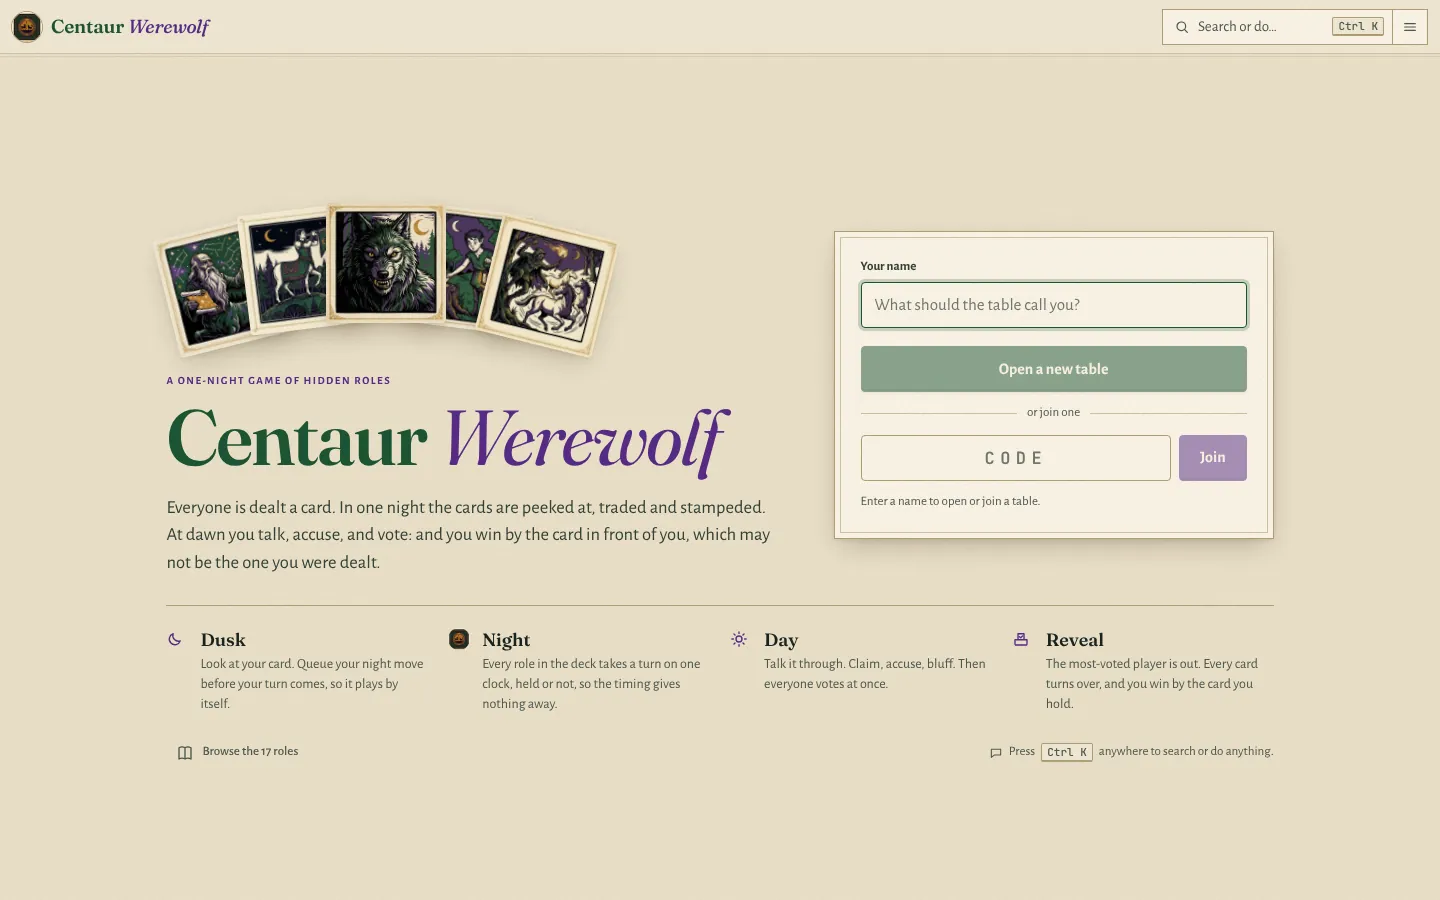 Centaur Werewolf
Search or do...
Ctrl K
A ONE-NIGHT GAME OF HIDDEN ROLES
Centaur Werewolf
Everyone is dealt a card. In one night the cards are peeked at, traded and stampeded.
At dawn you talk, accuse, and vote: and you win by the card in front of you, which may
not be the one you were dealt.
Your name
What should the table call you?
Open a new table
or join one
CODE
Join
Enter a name to open or join a table.
Dusk
Look at your card. Queue your night move
before your turn comes, so it plays by
itself.
Night
Every role in the deck takes a turn on one
clock, held or not, so the timing gives
nothing away.
Day
Talk it through. Claim, accuse, bluff. Then
everyone votes at once.
Reveal
The most-voted player is out. Every card
turns over, and you win by the card you
hold.
Browse the 17 roles
Press Ctrl K anywhere to search or do anything.